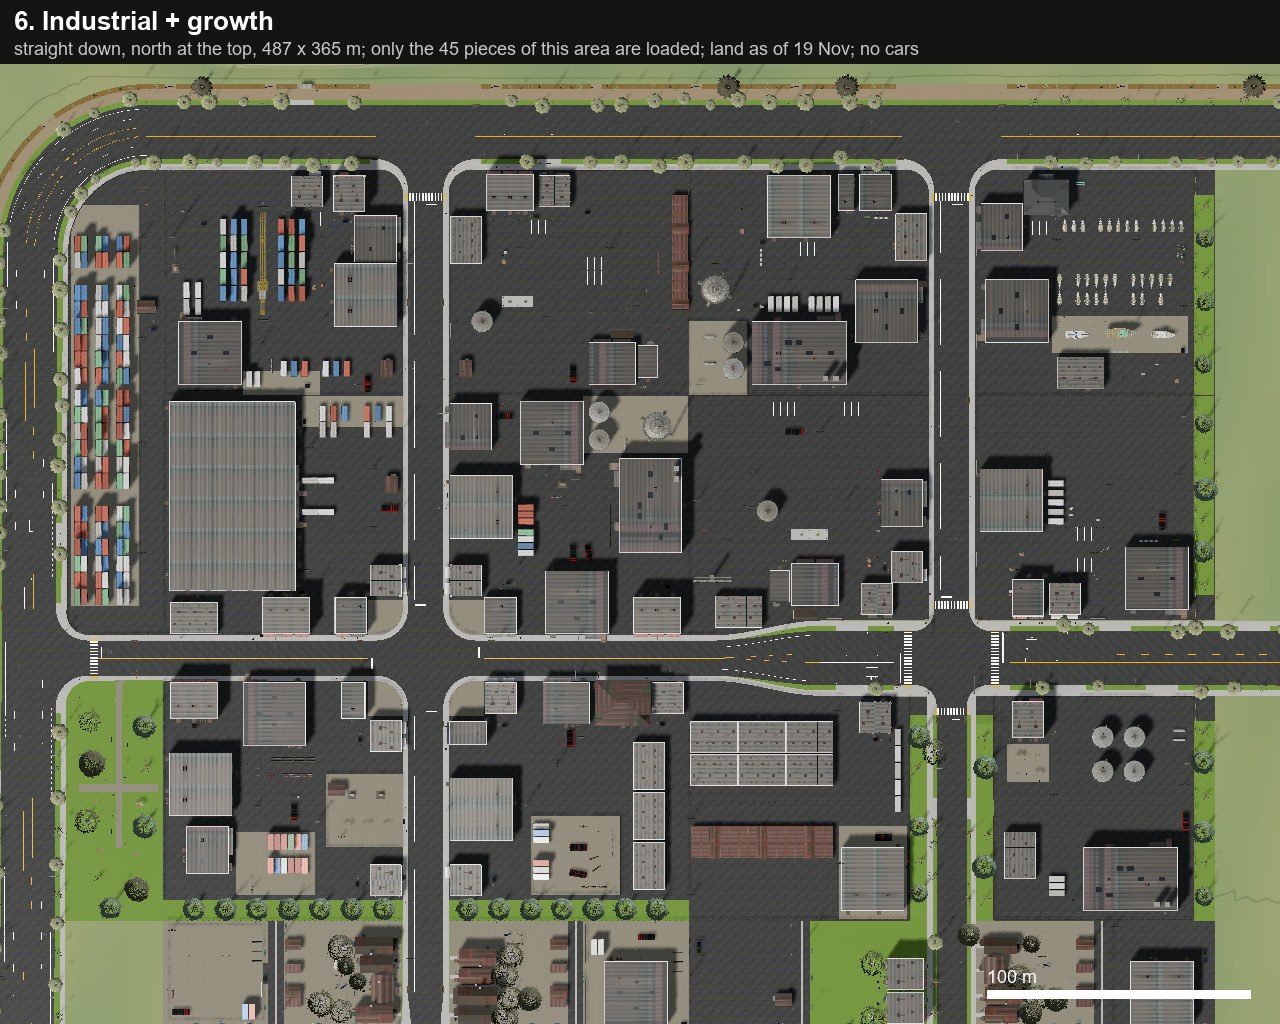 6. Industrial + growth
straight down, north at the top, 487 x 365 m; only the 45 pieces of this area are loaded; land as of 19 Nov; no cars
100 m